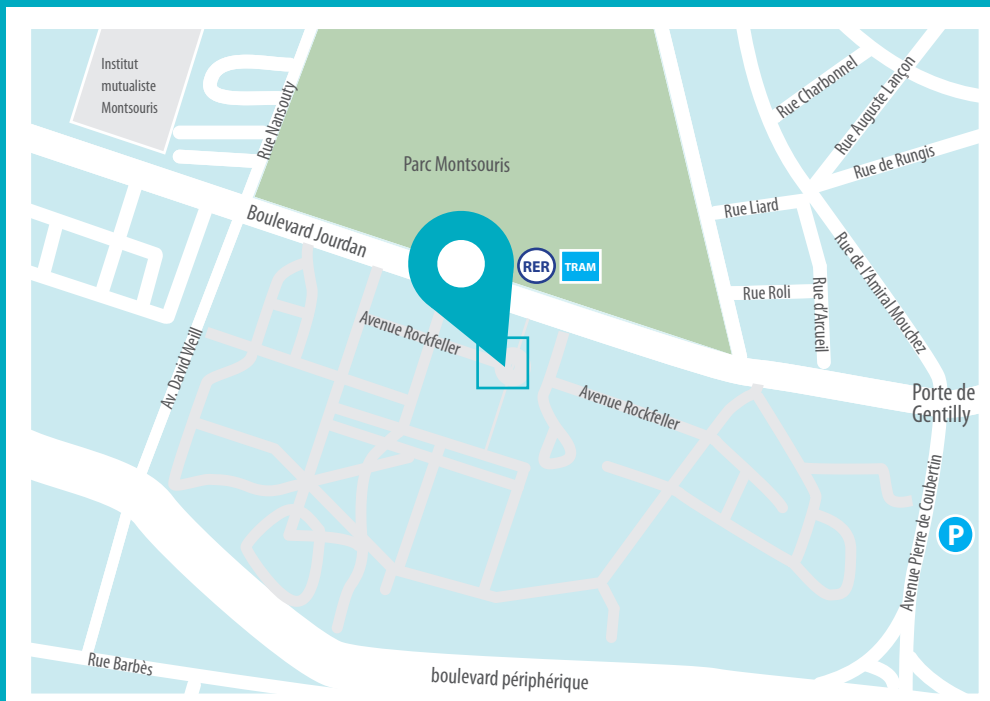 Institut
mutualiste
Montsouris
Rue Nansouty
Rue Charbonnel
Rue Auguste Lançon
Parc Montsouris
Rue de Rungis
Boulevard Jourdan
Rue Liard
RER
TRAM
Rue de l'Amiral Mouchez
Rue Roli
Rue d'Arcueil
Avenue Rockfeller
Av. David Weill
Avenue Rockfeller
Porte de
Gentilly
Avenue Pierre de Coubertin
P
Rue Barbès
boulevard périphérique